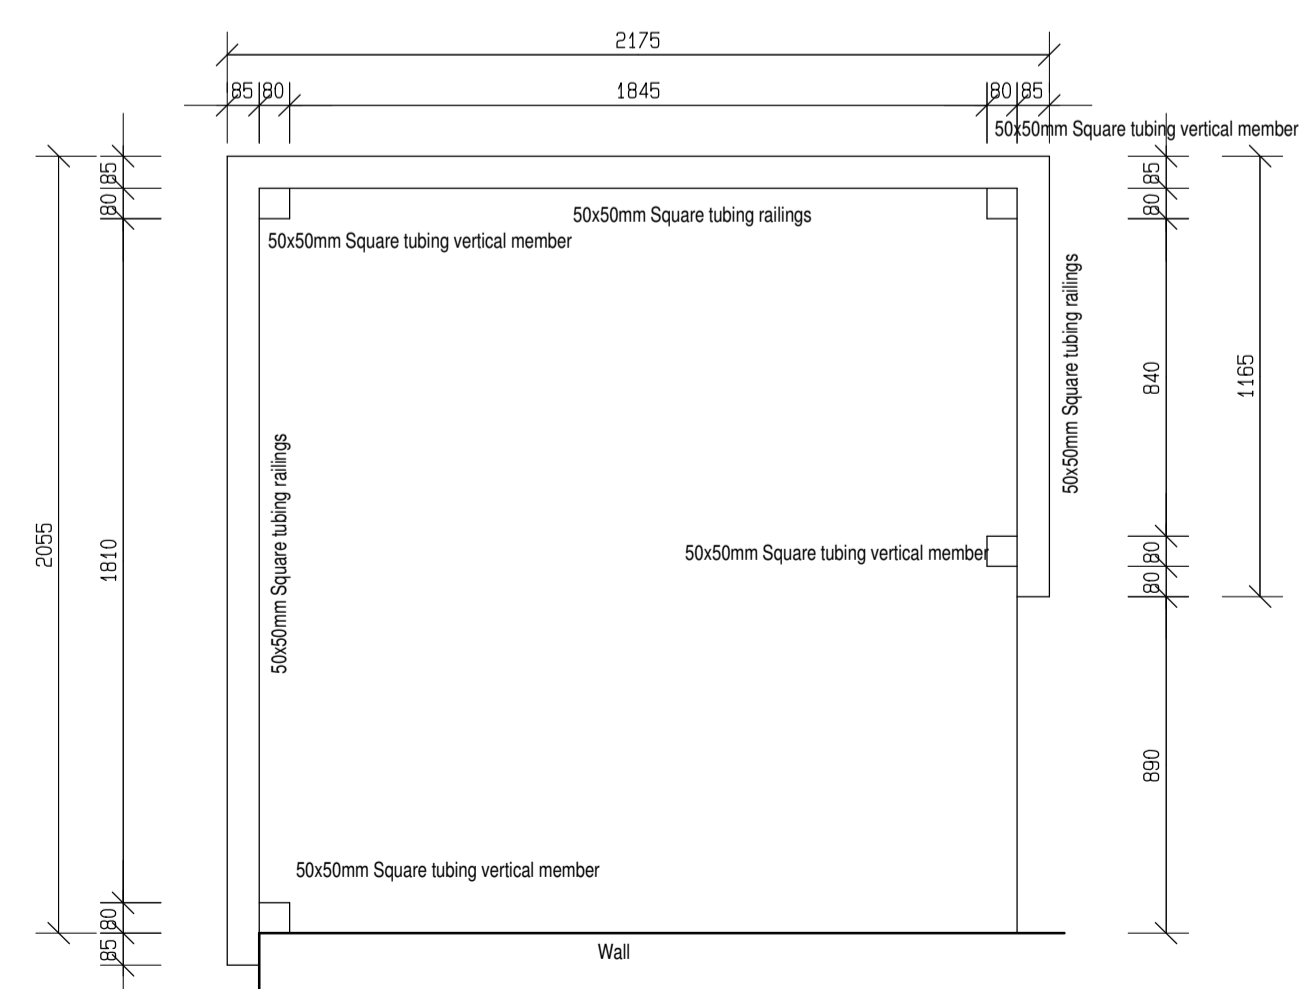 2175
85 80 1845 80 85
50x50mm Square tubing vertical member
85
80
85
80
50x50mm Square tubing railings
50x50mm Square tubing vertical member
50x50mm Square tubing railings
840
1165
50x50mm Square tubing railings
2055
1810
50x50mm Square tubing vertical member
80
80
890
50x50mm Square tubing vertical member
80
85
Wall